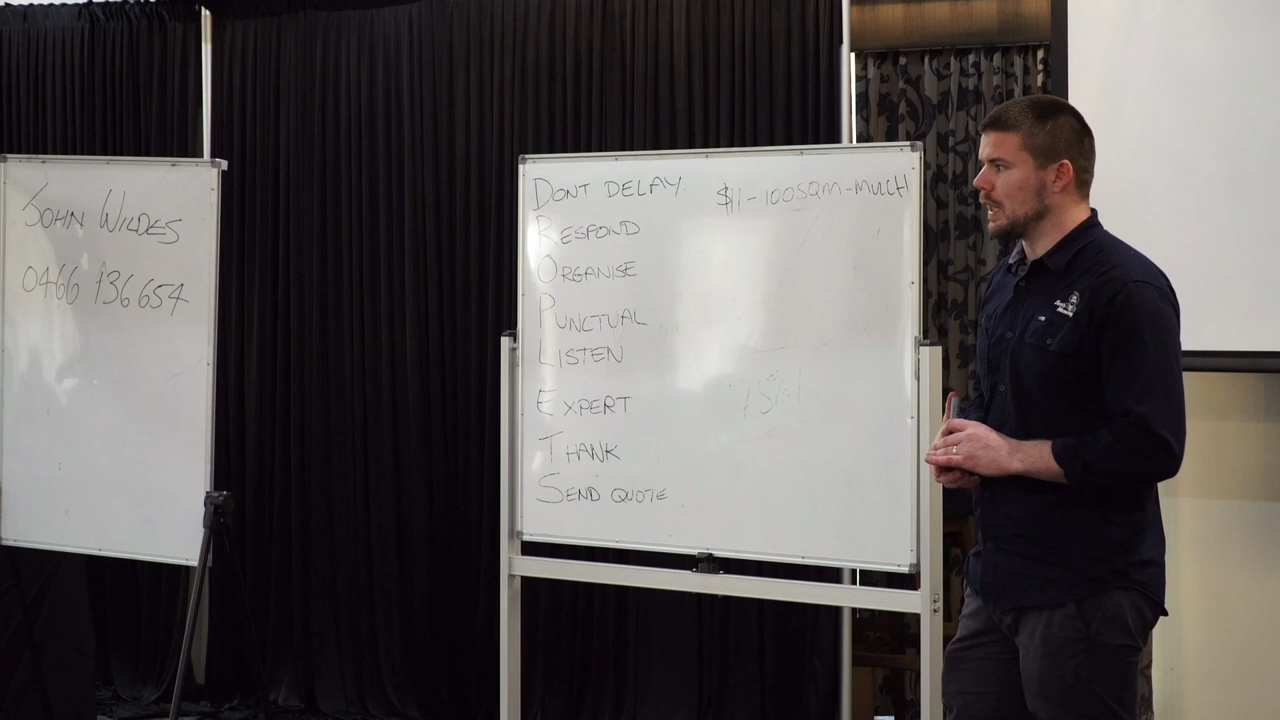 JOHN WILDES
0466 136 654
DONT DELAY
$11-100SQM-MULCH
RESPOND
ORGANISE
PUNCTUAL
LISTEN
EXPERT
THANK
SEND QUOTE